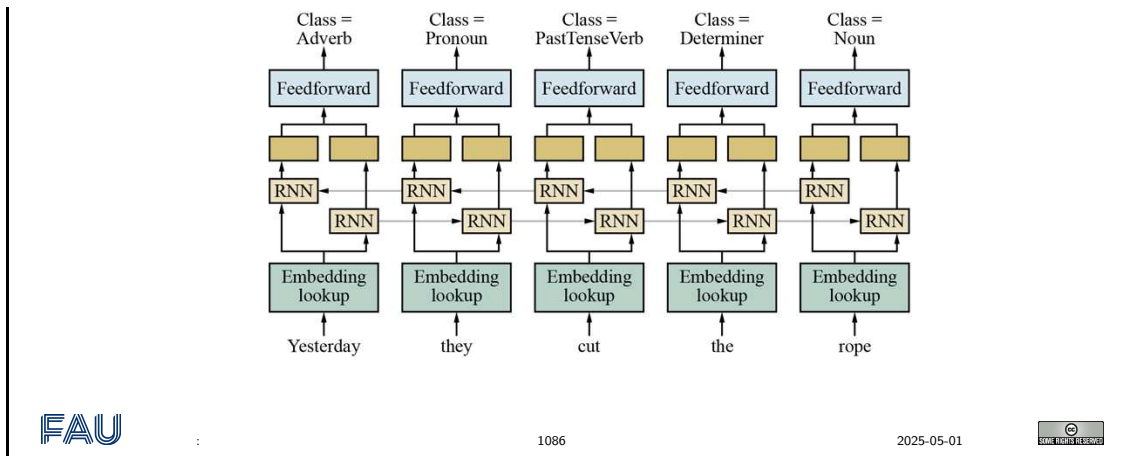 Class = Class = Class = Class = Class =
Adverb Pronoun PastTenseVerb Determiner Noun
Feedforward Feedforward Feedforward Feedforward Feedforward
RNN RNN RNN RNN RNN
RNN RNN RNN RNN RNN
Embedding Embedding Embedding Embedding Embedding
lookup lookup lookup lookup lookup
Yesterday they cut the rope
FAU : 1086 2025-05-01 cc
SOME RIGHTS RESERVED